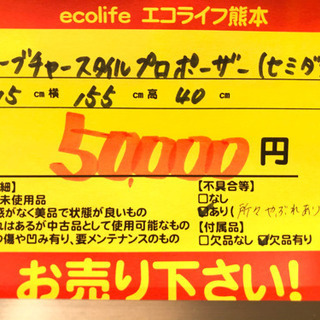 ecolife エコライフ熊本
ーブチャースタイルプロポーザー(セミダ
15 cm 横 155 cm 高 40 cm
50,000 円
細】 【不具合等】
未使用品 □なし
感がなく美品で状態が良いもの ☑あり(所々やぶれあり
れはあるが中古品として使用可能なもの 【付属品】
の傷や凹み有り、要メンテナンスのもの □欠品なし ☑欠品有り
お売り下さい!